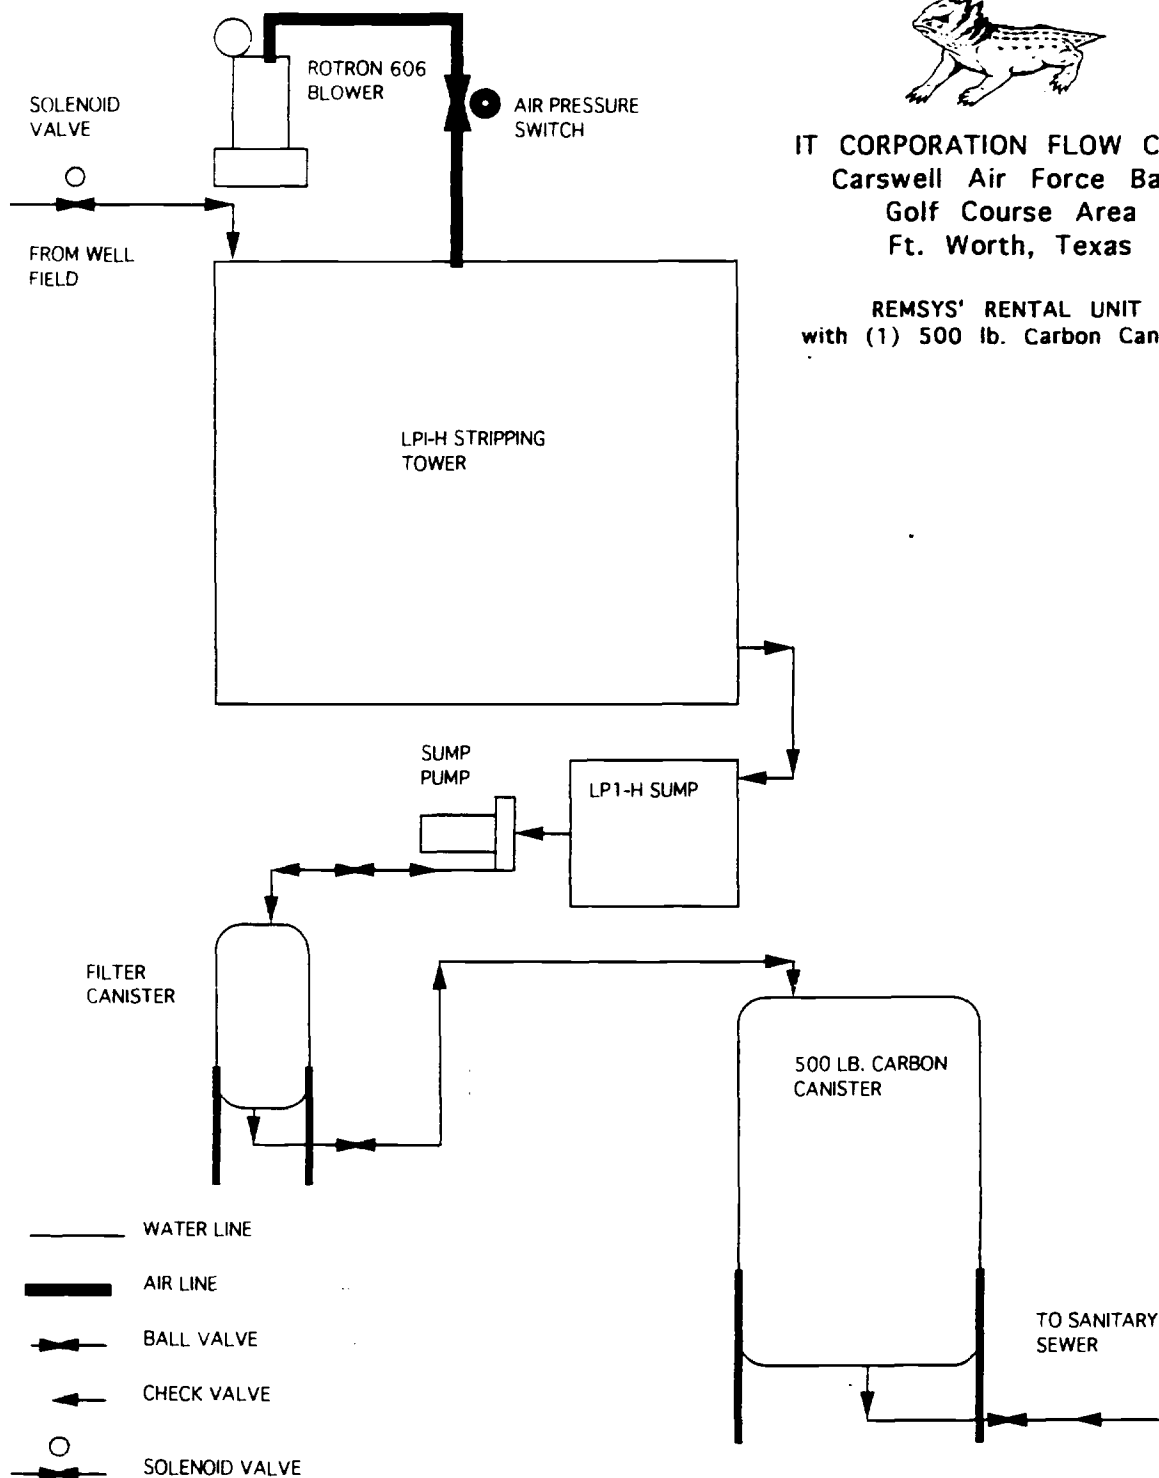 ROTRON 606
BLOWER
SOLENOID
VALVE
AIR PRESSURE
SWITCH
IT CORPORATION FLOW C
Carswell Air Force Ba
Golf Course Area
Ft. Worth, Texas
FROM WELL
FIELD
REMSYS' RENTAL UNIT
with (1) 500 lb. Carbon Can
LPI-H STRIPPING
TOWER
SUMP
PUMP
LP1-H SUMP
FILTER
CANISTER
500 LB. CARBON
CANISTER
WATER LINE
AIR LINE
BALL VALVE
CHECK VALVE
SOLENOID VALVE
TO SANITARY
SEWER